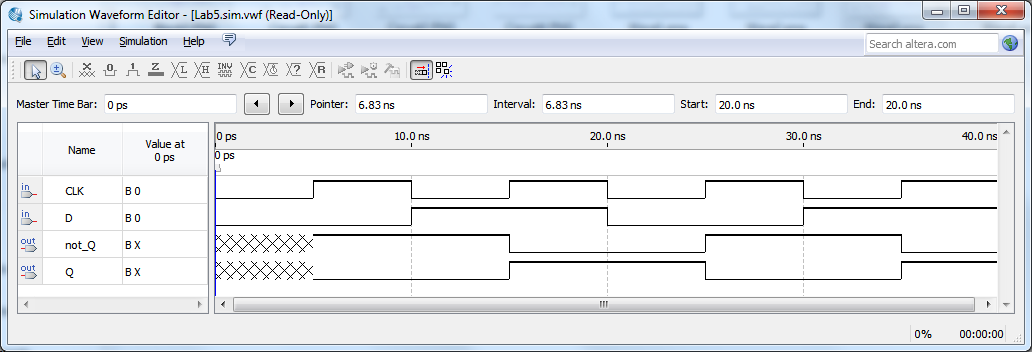 Simulation Waveform Editor - [Lab5.sim.vwf (Read-Only)]
File Edit View Simulation Help
Search altera.com
Master Time Bar: 0 ps Pointer: 6.83 ns Interval: 6.83 ns Start: 20.0 ns End: 20.0 ns
Name Value at 0 ps
0 ps 10.0 ns 20.0 ns 30.0 ns 40.0 ns
0 ps
in CLK B 0
in D B 0
out not_Q B X
out Q B X
0% 00:00:00